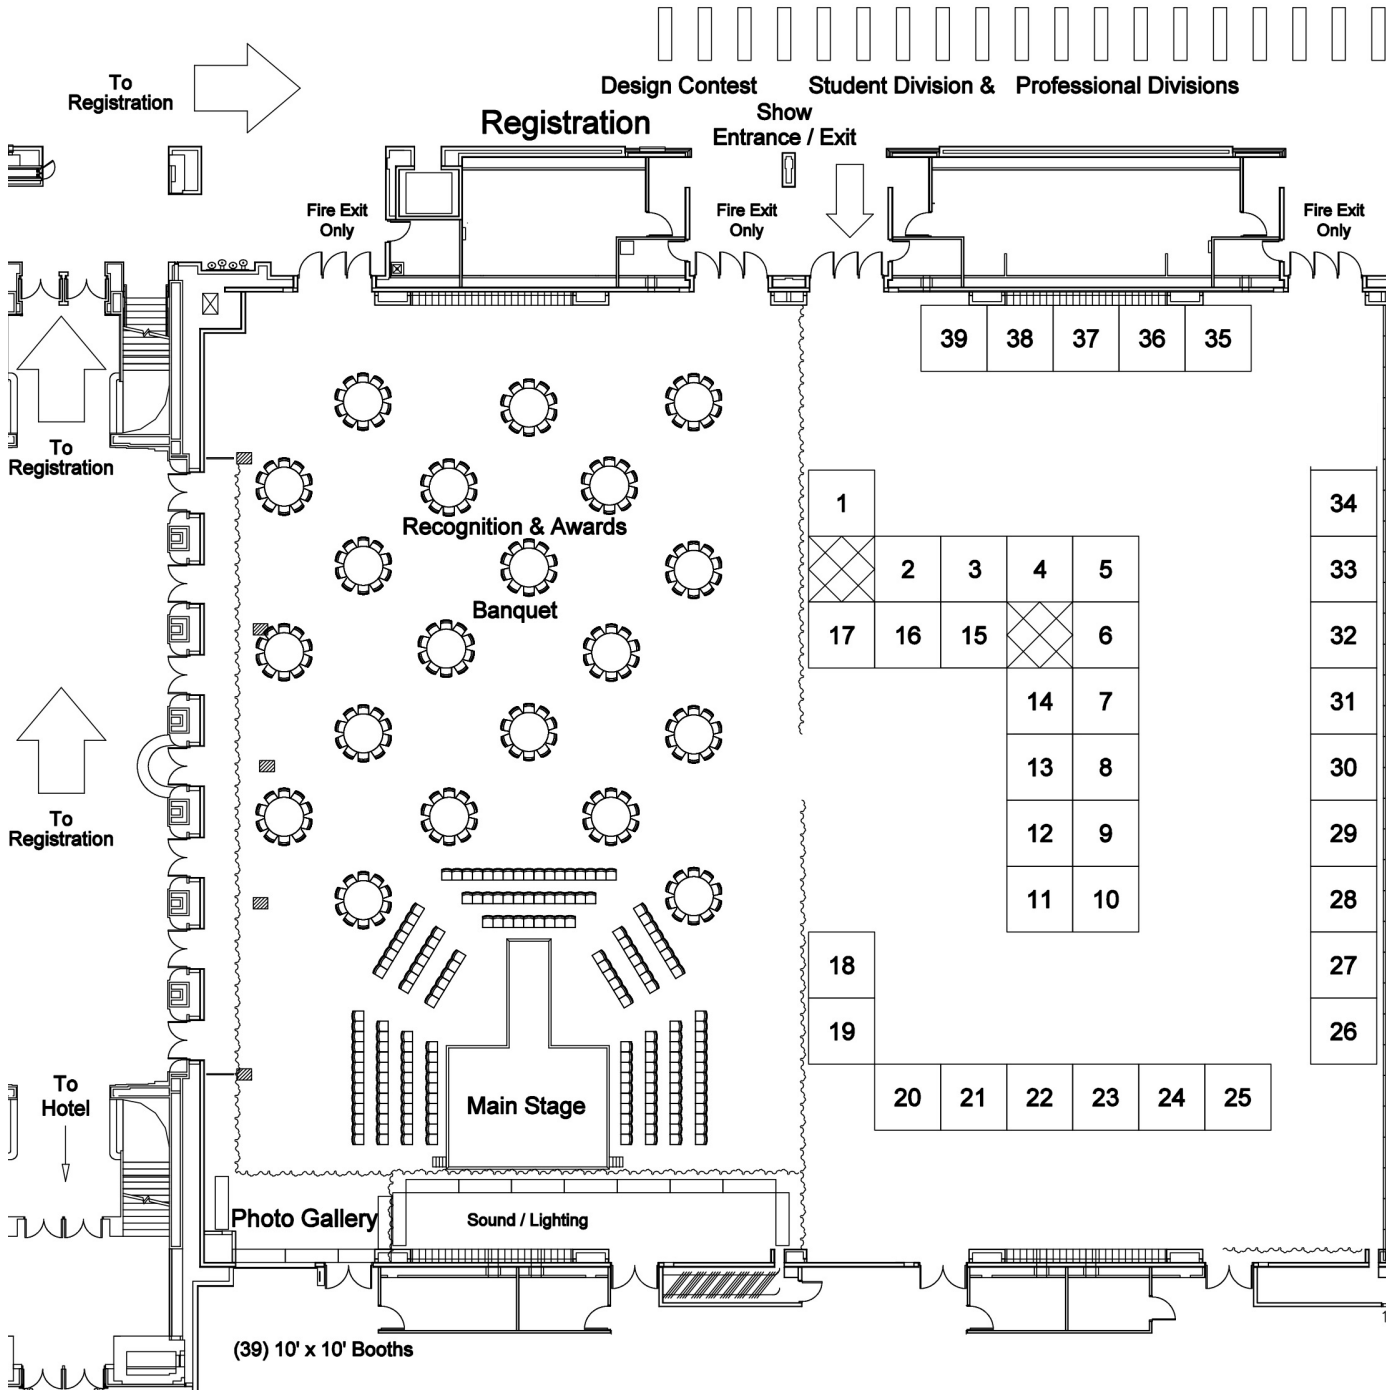 Design Contest
Student Division & Professional Divisions
To
Registration
Registration
Show
Entrance / Exit
Fire Exit
Only
Fire Exit
Only
Fire Exit
Only
39 38 37 36 35
To
Registration
1
34
Recognition & Awards
2 3 4 5
33
Banquet
17 16 15 6
32
14 7
31
13 8
30
To
Registration
12 9
29
11 10
28
18
27
19
26
To
Hotel
Main Stage
20 21 22 23 24 25
Photo Gallery
Sound / Lighting
(39) 10' x 10' Booths